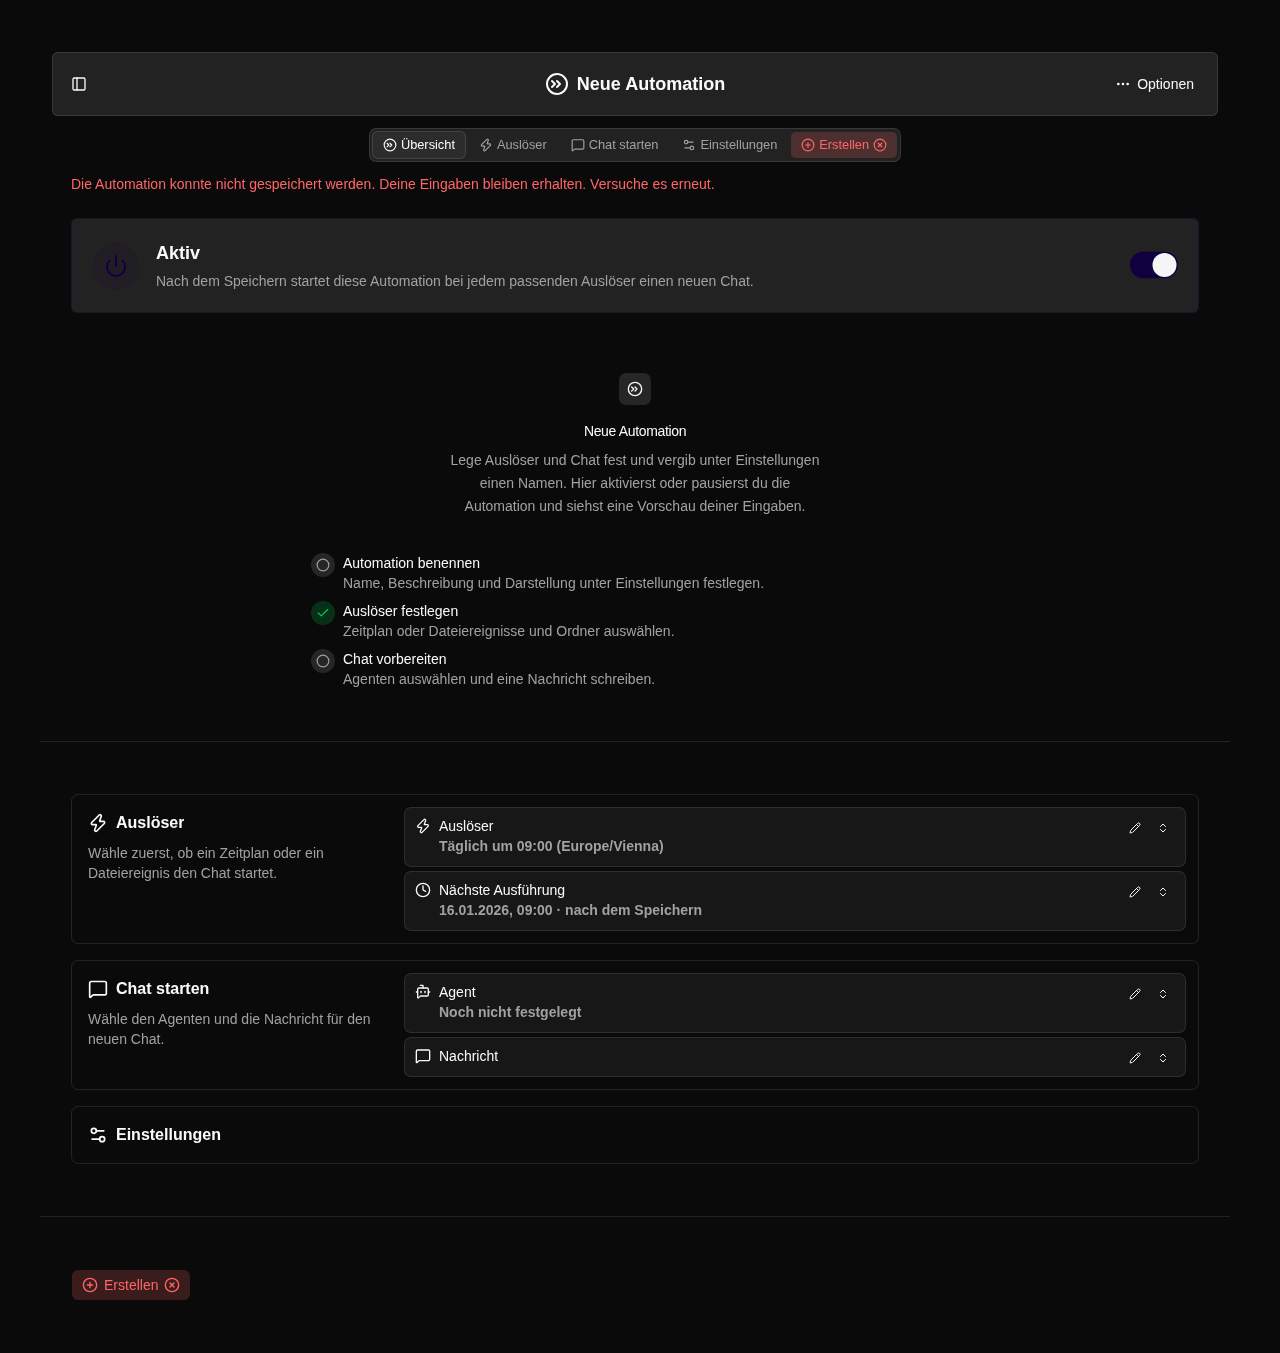 Neue Automation
Optionen
Übersicht
Auslöser
Chat starten
Einstellungen
Erstellen
Die Automation konnte nicht gespeichert werden. Deine Eingaben bleiben erhalten. Versuche es erneut.
Aktiv
Nach dem Speichern startet diese Automation bei jedem passenden Auslöser einen neuen Chat.
Neue Automation
Lege Auslöser und Chat fest und vergib unter Einstellungen
einen Namen. Hier aktivierst oder pausierst du die
Automation und siehst eine Vorschau deiner Eingaben.
Automation benennen
Name, Beschreibung und Darstellung unter Einstellungen festlegen.
Auslöser festlegen
Zeitplan oder Dateiereignisse und Ordner auswählen.
Chat vorbereiten
Agenten auswählen und eine Nachricht schreiben.
Auslöser
Wähle zuerst, ob ein Zeitplan oder ein
Dateiereignis den Chat startet.
Auslöser
Täglich um 09:00 (Europe/Vienna)
Nächste Ausführung
16.01.2026, 09:00 · nach dem Speichern
Chat starten
Wähle den Agenten und die Nachricht für den
neuen Chat.
Agent
Noch nicht festgelegt
Nachricht
Einstellungen
Erstellen